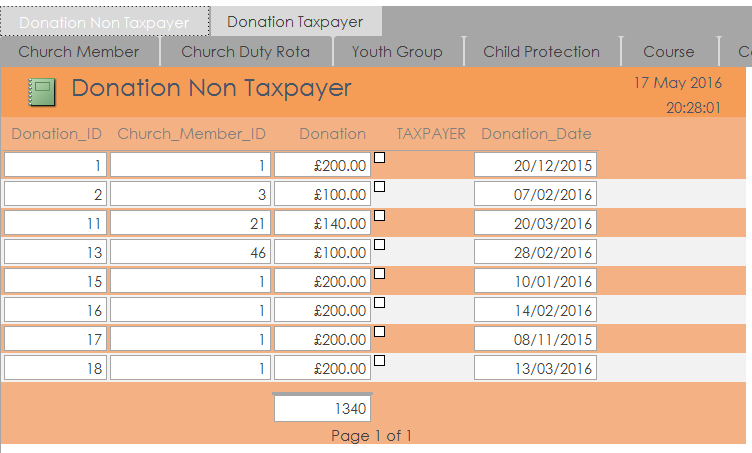 Donation Non Taxpayer Donation Taxpayer
Church Member Church Duty Rota Youth Group Child Protection Course
Donation Non Taxpayer 17 May 2016
20:28:01
Donation_ID Church_Member_ID Donation TAXPAYER Donation_Date
1 1 £200.00 20/12/2015
2 3 £100.00 07/02/2016
11 21 £140.00 20/03/2016
13 46 £100.00 28/02/2016
15 1 £200.00 10/01/2016
16 1 £200.00 14/02/2016
17 1 £200.00 08/11/2015
18 1 £200.00 13/03/2016
1340
Page 1 of 1